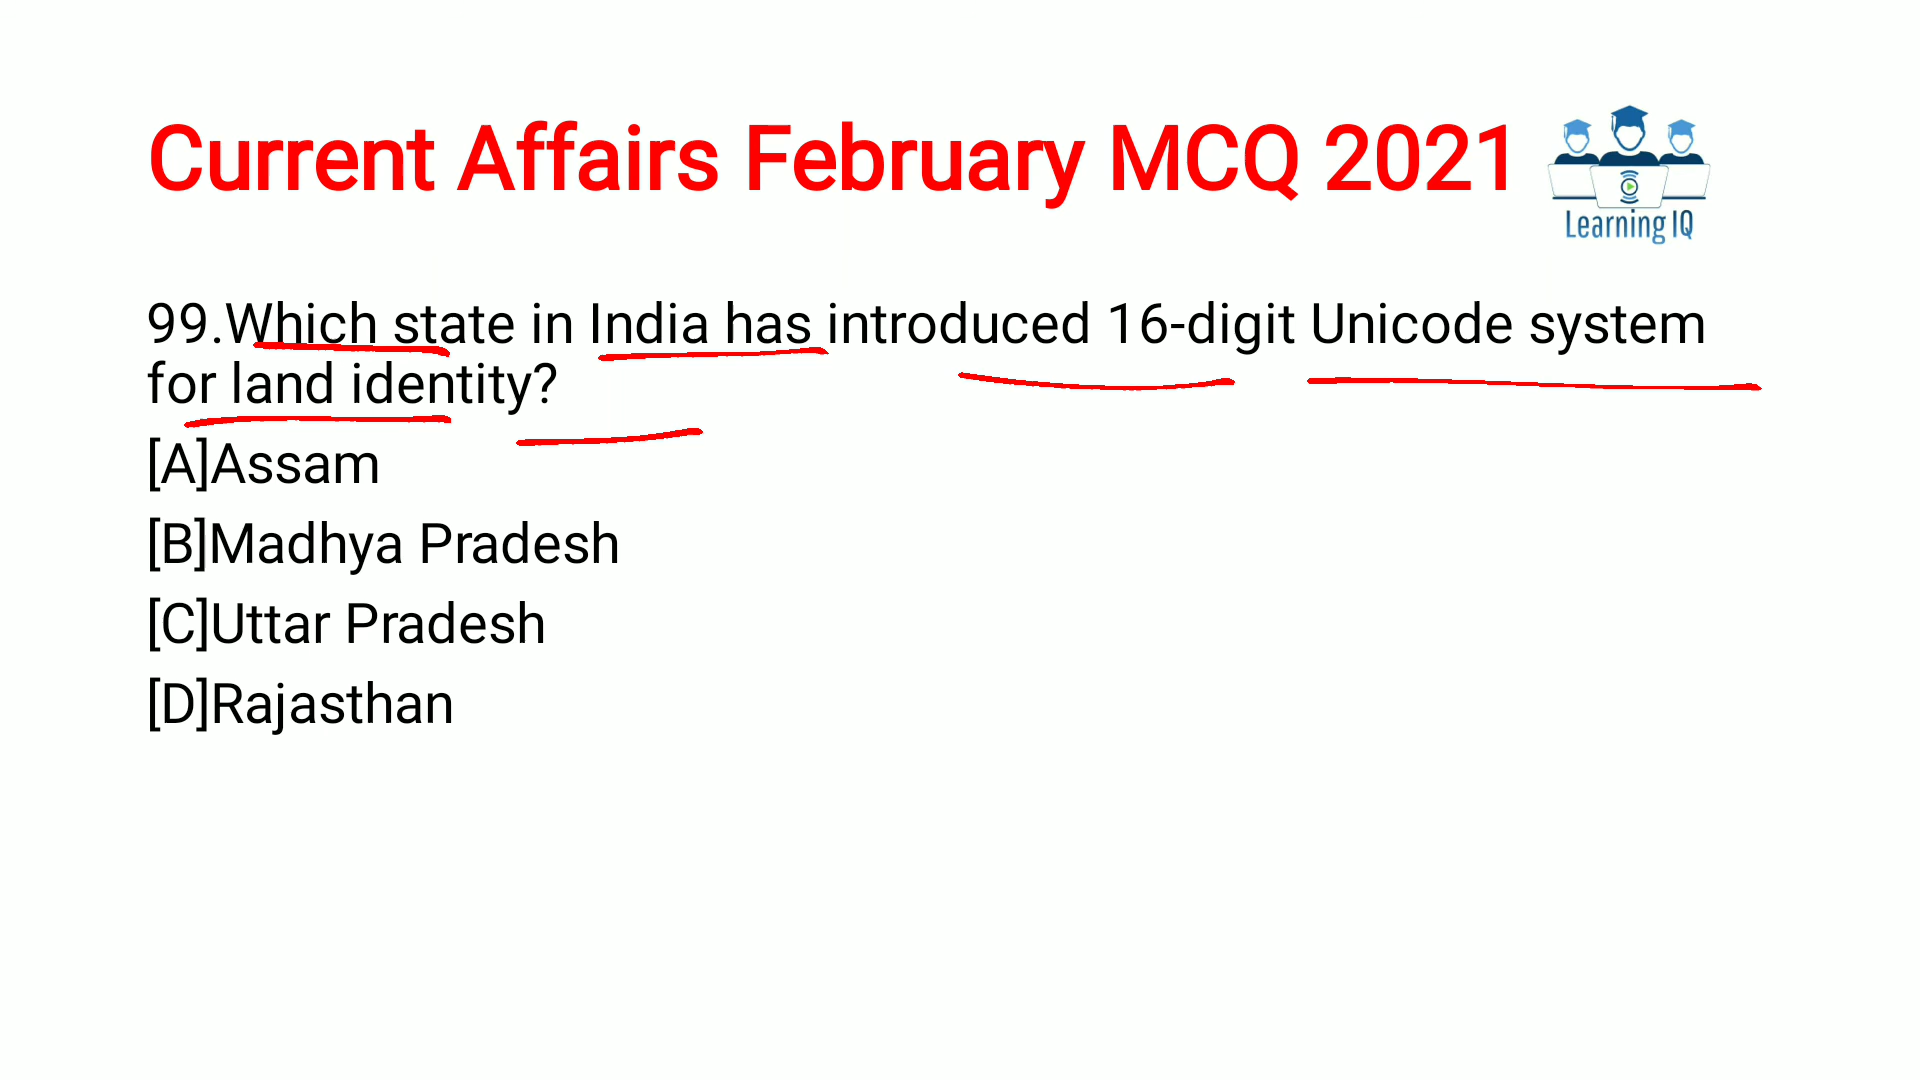 Current Affairs February MCQ 2021
Learning IQ
99.Which state in India has introduced 16-digit Unicode system
for land identity?
[A]Assam
[B]Madhya Pradesh
[C]Uttar Pradesh
[D]Rajasthan